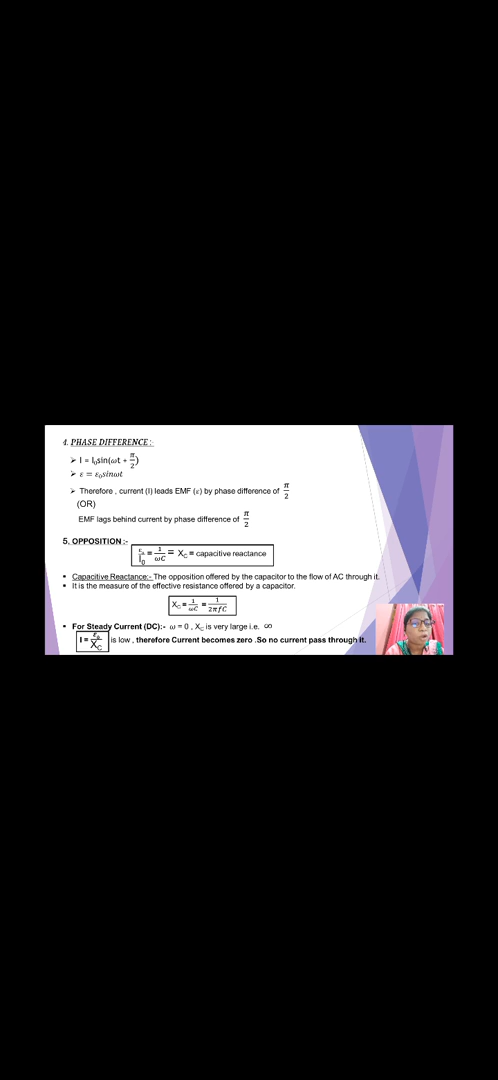 4. PHASE DIFFERENCE :-
➢ I = I₀sin(ωt + π/2)
➢ ε = ε₀sinωt
➢ Therefore , current (I) leads EMF (ε) by phase difference of π/2
(OR)
EMF lags behind current by phase difference of π/2
5. OPPOSITION :-
ε₀/I₀ = 1/ωC = X_C = capacitive reactance
▪ Capacitive Reactance:- The opposition offered by the capacitor to the flow of AC through it.
▪ It is the measure of the effective resistance offered by a capacitor.
X_C = 1/ωC = 1/2πfC
▪ For Steady Current (DC):- ω = 0 , X_C is very large i.e. ∞
I = ε₀/X_C is low , therefore Current becomes zero .So no current pass through it.